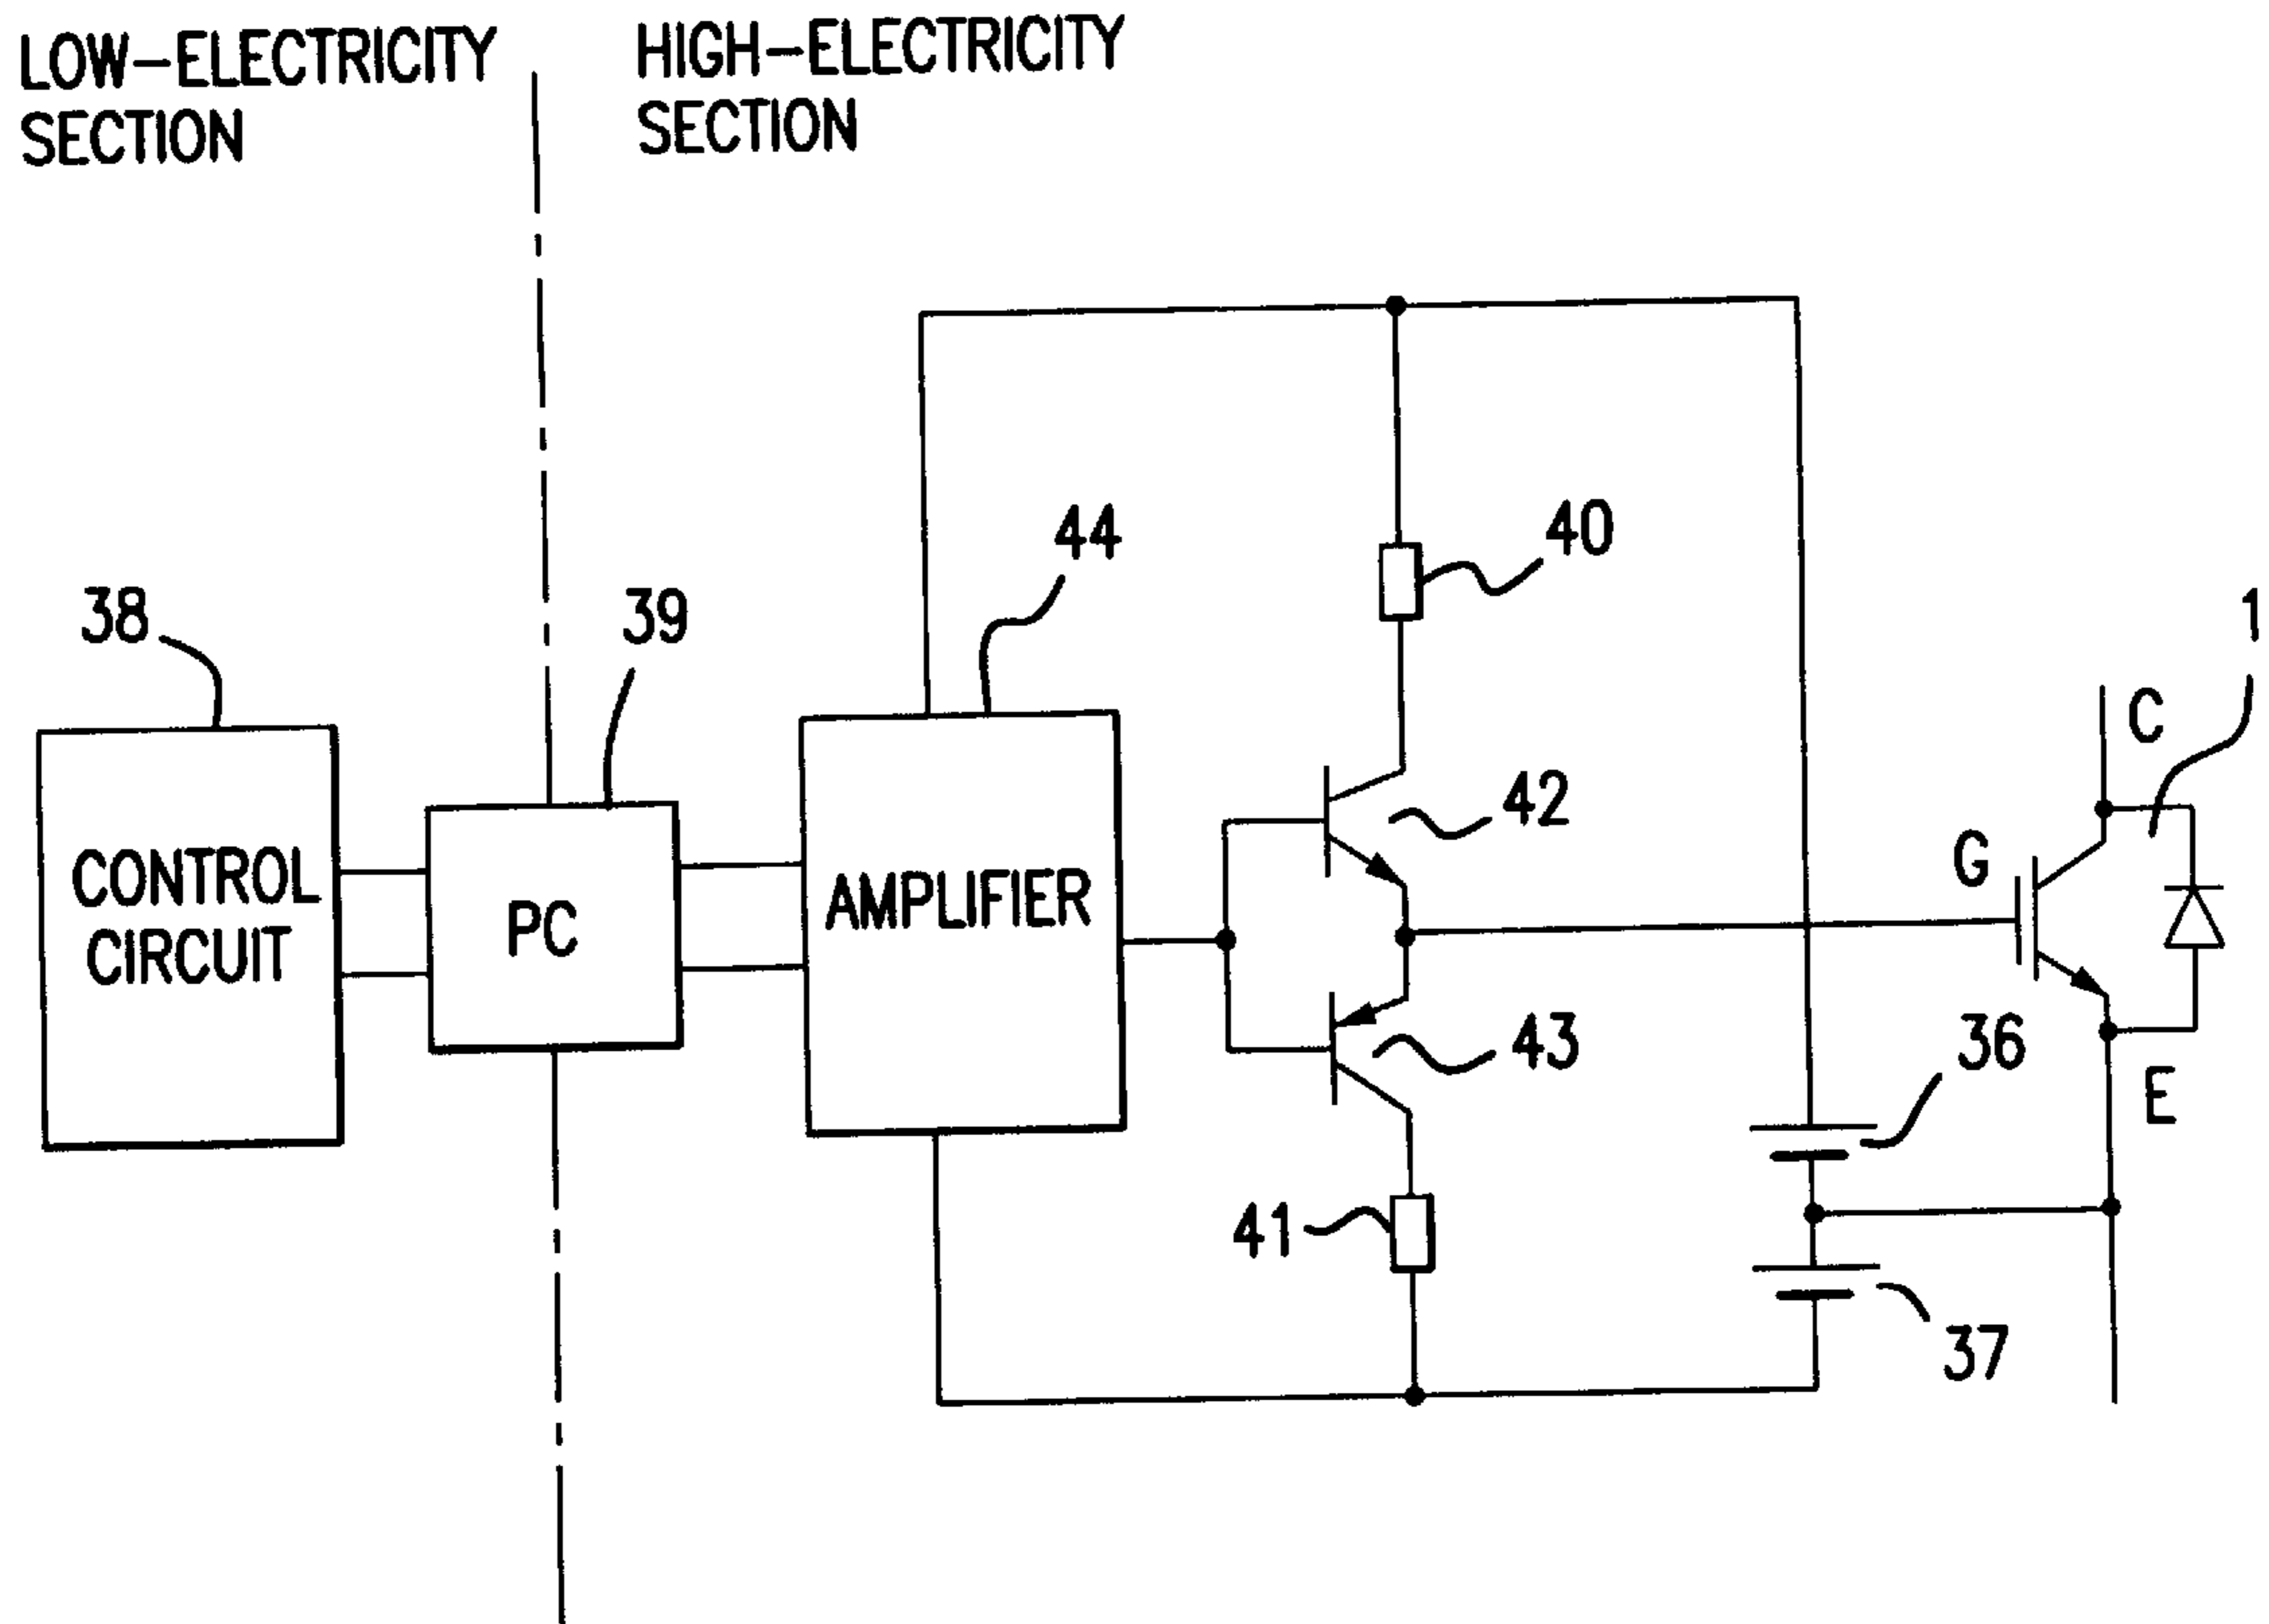 LOW-ELECTRICITY
SECTION
HIGH-ELECTRICITY
SECTION
44
40
38
39
1
C
42
G
CONTROL
CIRCUIT
PC
AMPLIFIER
43
36
E
41
37